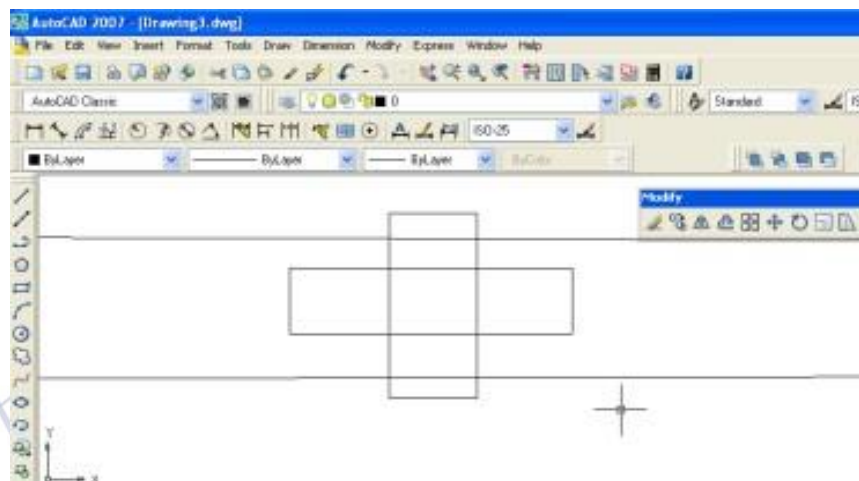 AutoCAD 2007 - [Drawing3.dwg]
File Edit View Insert Format Tools Draw Dimension Modify Express Window Help
AutoCAD Classic 0 Standard
ISO-25
ByLayer ByLayer ByLayer ByColor
Modify
Y
X